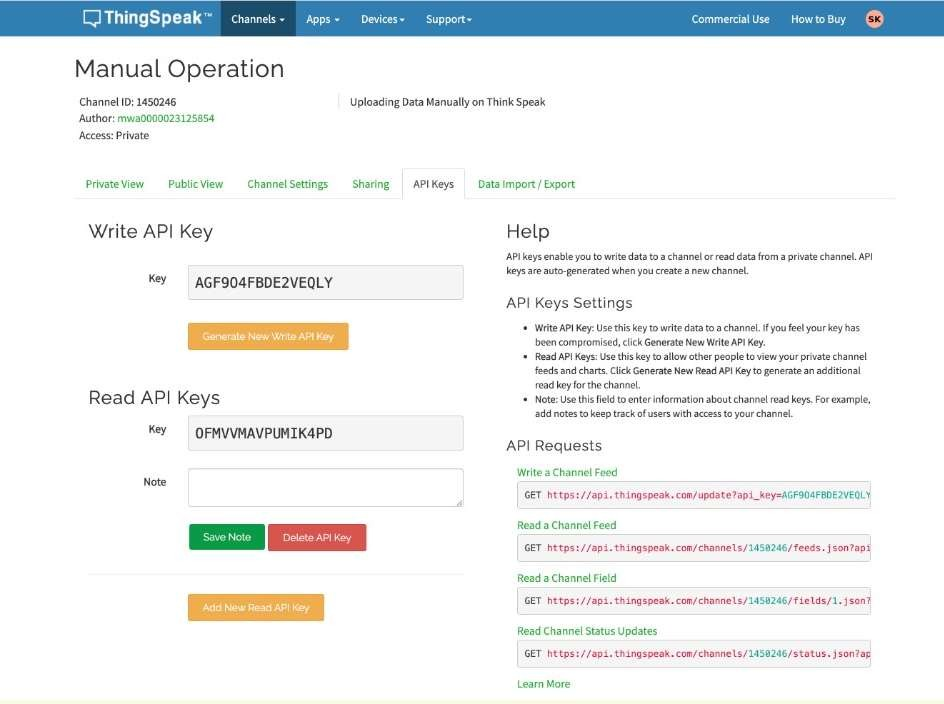 ThingSpeak™ Channels Apps Devices Support Commercial Use How to Buy SK
Manual Operation
Channel ID: 1450246
Author: mwa0000023125854
Access: Private
Uploading Data Manually on Think Speak
Private View Public View Channel Settings Sharing API Keys Data Import / Export
Write API Key
Key
AGF9O4FBDE2VEQLY
Generate New Write API Key
Read API Keys
Key
OFMVVMAVPUMIK4PD
Note
Save Note Delete API Key
Add New Read API Key
Help
API keys enable you to write data to a channel or read data from a private channel. API
keys are auto-generated when you create a new channel.
API Keys Settings
• Write API Key: Use this key to write data to a channel. If you feel your key has
been compromised, click Generate New Write API Key.
• Read API Keys: Use this key to allow other people to view your private channel
feeds and charts. Click Generate New Read API Key to generate an additional
read key for the channel.
• Note: Use this field to enter information about channel read keys. For example,
add notes to keep track of users with access to your channel.
API Requests
Write a Channel Feed
GET https://api.thingspeak.com/update?api_key=AGF9O4FBDE2VEQLY
Read a Channel Feed
GET https://api.thingspeak.com/channels/1450246/feeds.json?api
Read a Channel Field
GET https://api.thingspeak.com/channels/1450246/fields/1.json?
Read Channel Status Updates
GET https://api.thingspeak.com/channels/1450246/status.json?ap
Learn More